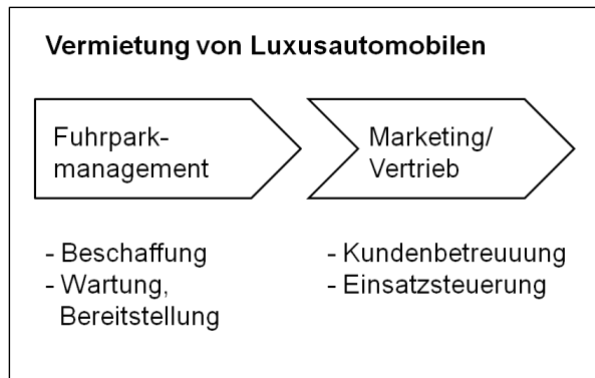 Vermietung von Luxusautomobilen
Fuhrpark-
management
Marketing/
Vertrieb
- Beschaffung
- Wartung,
Bereitstellung
- Kundenbetreuuung
- Einsatzsteuerung